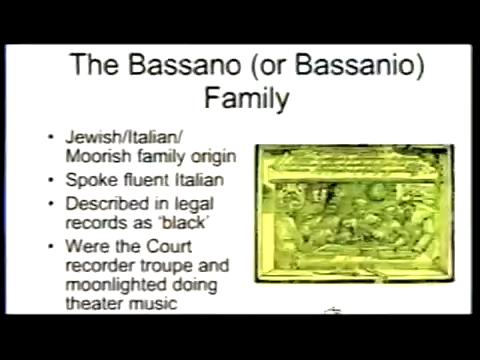 The Bassano (or Bassanio)
Family
• Jewish/Italian/
Moorish family origin
• Spoke fluent Italian
• Described in legal
records as 'black'
• Were the Court
recorder troupe and
moonlighted doing
theater music